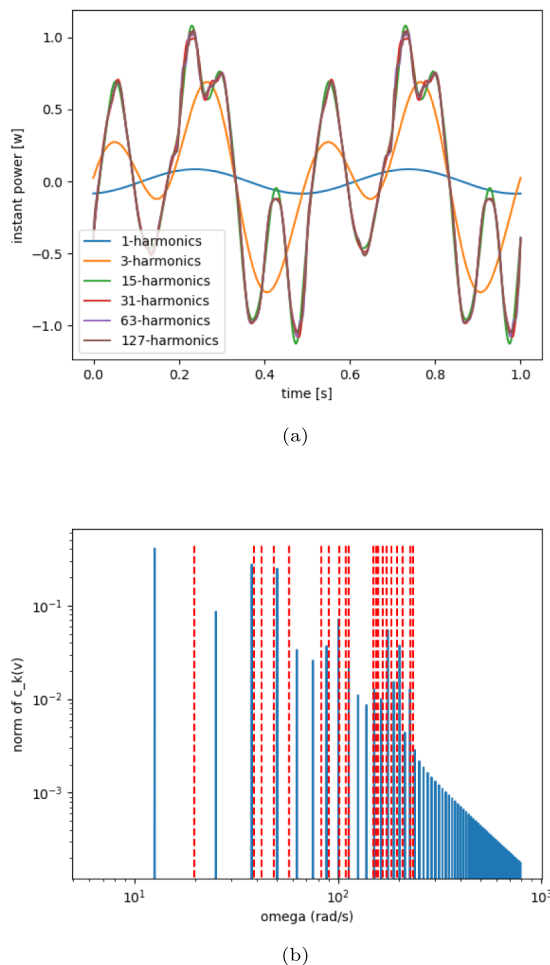 1.0
0.5
0.0
−0.5
−1.0
instant power [w]
1-harmonics
3-harmonics
15-harmonics
31-harmonics
63-harmonics
127-harmonics
0.0 0.2 0.4 0.6 0.8 1.0
time [s]
(a)
10⁻¹
10⁻²
10⁻³
norm of c_k(v)
10¹ 10² 10³
omega (rad/s)
(b)